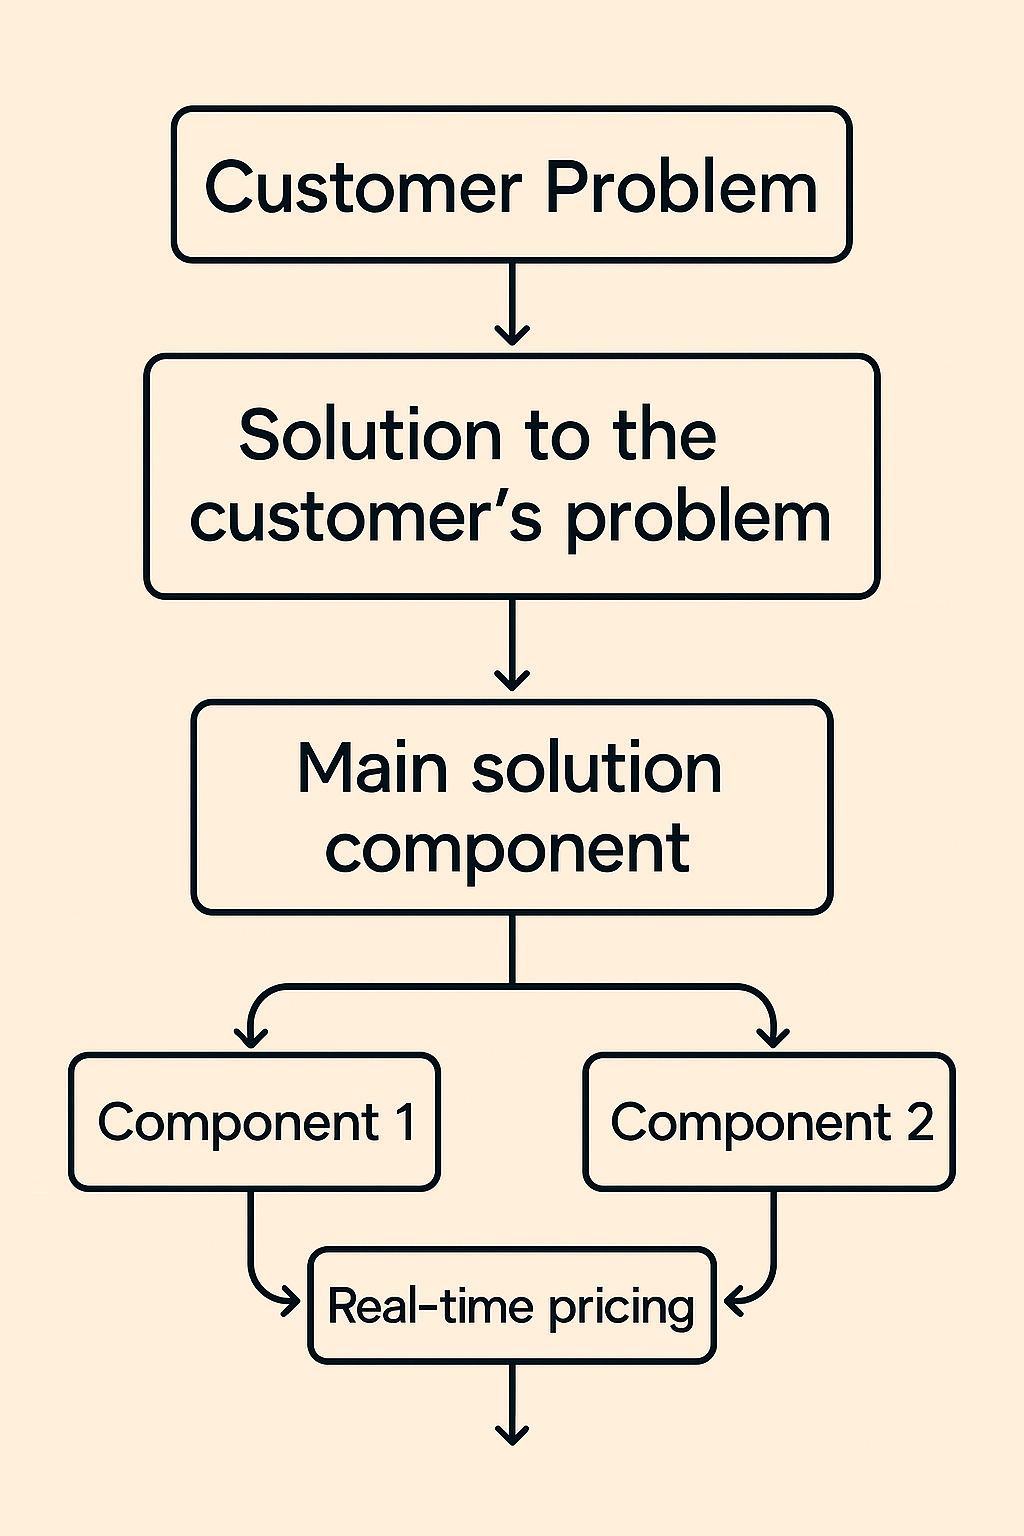 Customer Problem
Solution to the
customer’s problem
Main solution
component
Component 1
Component 2
Real-time pricing